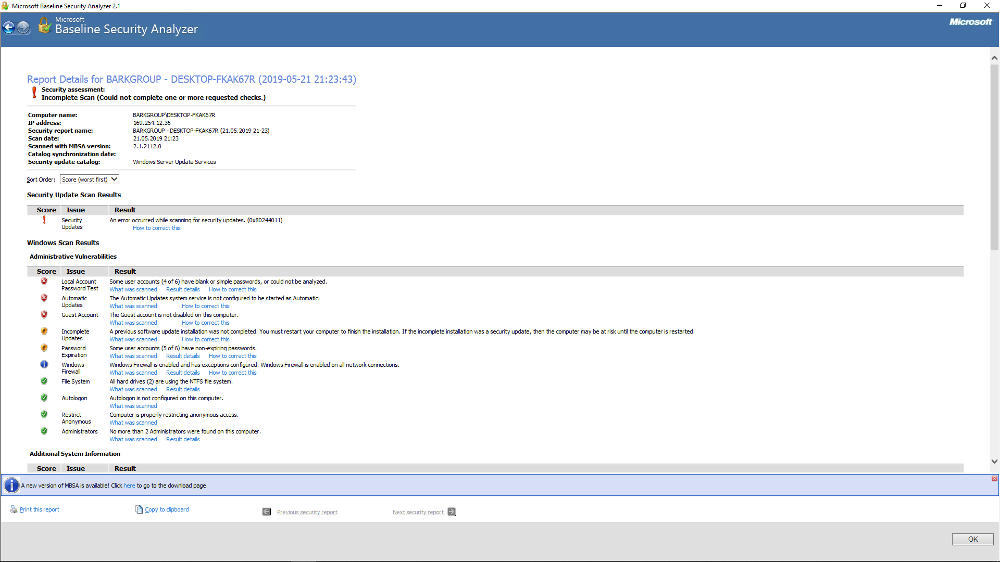 Microsoft Baseline Security Analyzer 2.1
Microsoft
Baseline Security Analyzer
Microsoft
Report Details for BARKGROUP - DESKTOP-FKAK67R (2019-05-21 21:23:43)
Security assessment:
Incomplete Scan (Could not complete one or more requested checks.)
Computer name: BARKGROUP\DESKTOP-FKAK67R
IP address: 169.254.12.36
Security report name: BARKGROUP - DESKTOP-FKAK67R (21.05.2019 21-23)
Scan date: 21.05.2019 21:23
Scanned with MBSA version: 2.1.2112.0
Catalog synchronization date:
Security update catalog: Windows Server Update Services
Sort Order: Score (worst first)
Security Update Scan Results
Score Issue Result
Security Updates An error occurred while scanning for security updates. (0x80244011)
How to correct this
Windows Scan Results
Administrative Vulnerabilities
Score Issue Result
Local Account Password Test Some user accounts (4 of 6) have blank or simple passwords, or could not be analyzed.
What was scanned Result details How to correct this
Automatic Updates The Automatic Updates system service is not configured to be started as Automatic.
What was scanned How to correct this
Guest Account The Guest account is not disabled on this computer.
What was scanned How to correct this
Incomplete Updates A previous software update installation was not completed. You must restart your computer to finish the installation. If the incomplete installation was a security update, then the computer may be at risk until the computer is restarted.
What was scanned How to correct this
Password Expiration Some user accounts (5 of 6) have non-expiring passwords.
What was scanned Result details How to correct this
Windows Firewall Windows Firewall is enabled and has exceptions configured. Windows Firewall is enabled on all network connections.
What was scanned Result details How to correct this
File System All hard drives (2) are using the NTFS file system.
What was scanned Result details
Autologon Autologon is not configured on this computer.
What was scanned
Restrict Anonymous Computer is properly restricting anonymous access.
What was scanned
Administrators No more than 2 Administrators were found on this computer.
What was scanned Result details
Additional System Information
Score Issue Result
A new version of MBSA is available! Click here to go to the download page
Print this report Copy to clipboard Previous security report Next security report
OK